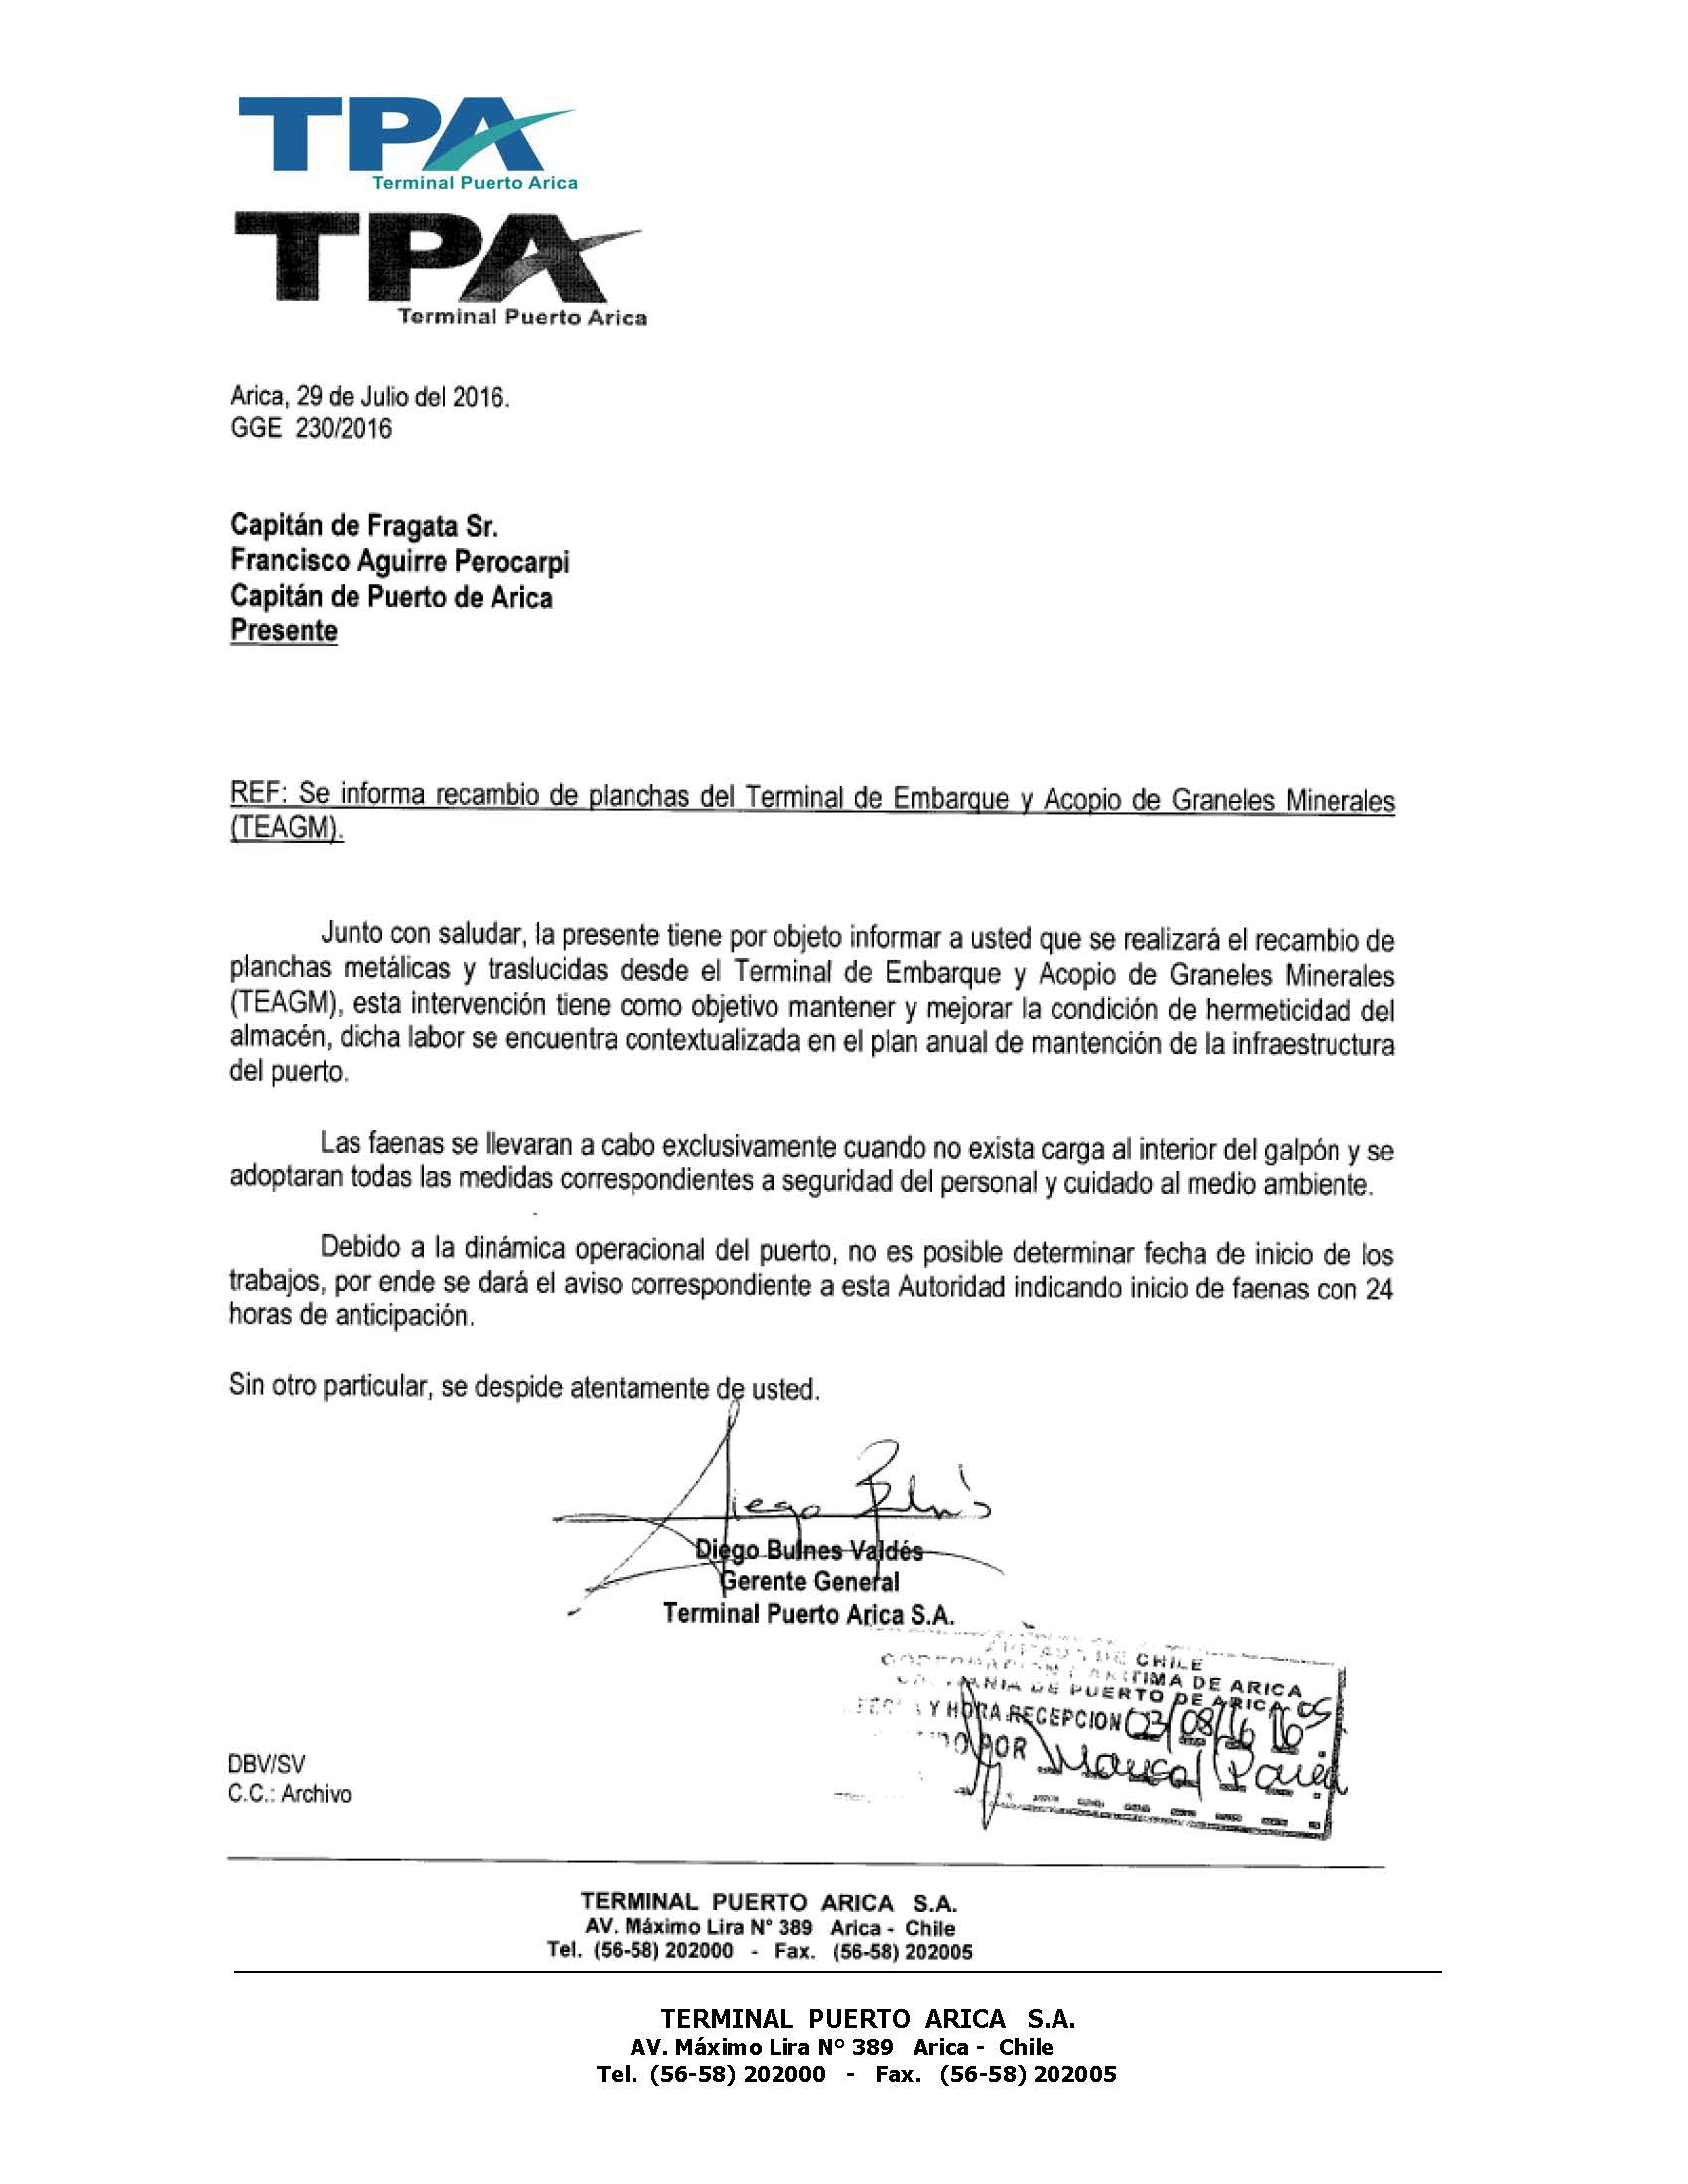 TPA
Terminal Puerto Arica
TPA
Terminal Puerto Arica
Arica, 29 de Julio del 2016.
GGE 230/2016
Capitán de Fragata Sr.
Francisco Aguirre Perocarpi
Capitán de Puerto de Arica
Presente
REF: Se informa recambio de planchas del Terminal de Embarque y Acopio de Graneles Minerales
(TEAGM).
Junto con saludar, la presente tiene por objeto informar a usted que se realizará el recambio de
planchas metálicas y traslucidas desde el Terminal de Embarque y Acopio de Graneles Minerales
(TEAGM), esta intervención tiene como objetivo mantener y mejorar la condición de hermeticidad del
almacén, dicha labor se encuentra contextualizada en el plan anual de mantención de la infraestructura
del puerto.
Las faenas se llevaran a cabo exclusivamente cuando no exista carga al interior del galpón y se
adoptaran todas las medidas correspondientes a seguridad del personal y cuidado al medio ambiente.
Debido a la dinámica operacional del puerto, no es posible determinar fecha de inicio de los
trabajos, por ende se dará el aviso correspondiente a esta Autoridad indicando inicio de faenas con 24
horas de anticipación.
Sin otro particular, se despide atentamente de usted.
Diego Bulnes
Diego Bulnes Valdés
Gerente General
Terminal Puerto Arica S.A.
DE CHILE
DE ARICA
DE PUERTO DE ARICA
Y HORA RECEPCION 03/08/16 1605
POR
DBV/SV
C.C.: Archivo
TERMINAL PUERTO ARICA S.A.
AV. Máximo Lira N° 389 Arica - Chile
Tel. (56-58) 202000 - Fax. (56-58) 202005
TERMINAL PUERTO ARICA S.A.
AV. Máximo Lira Nº 389 Arica - Chile
Tel. (56-58) 202000 - Fax. (56-58) 202005